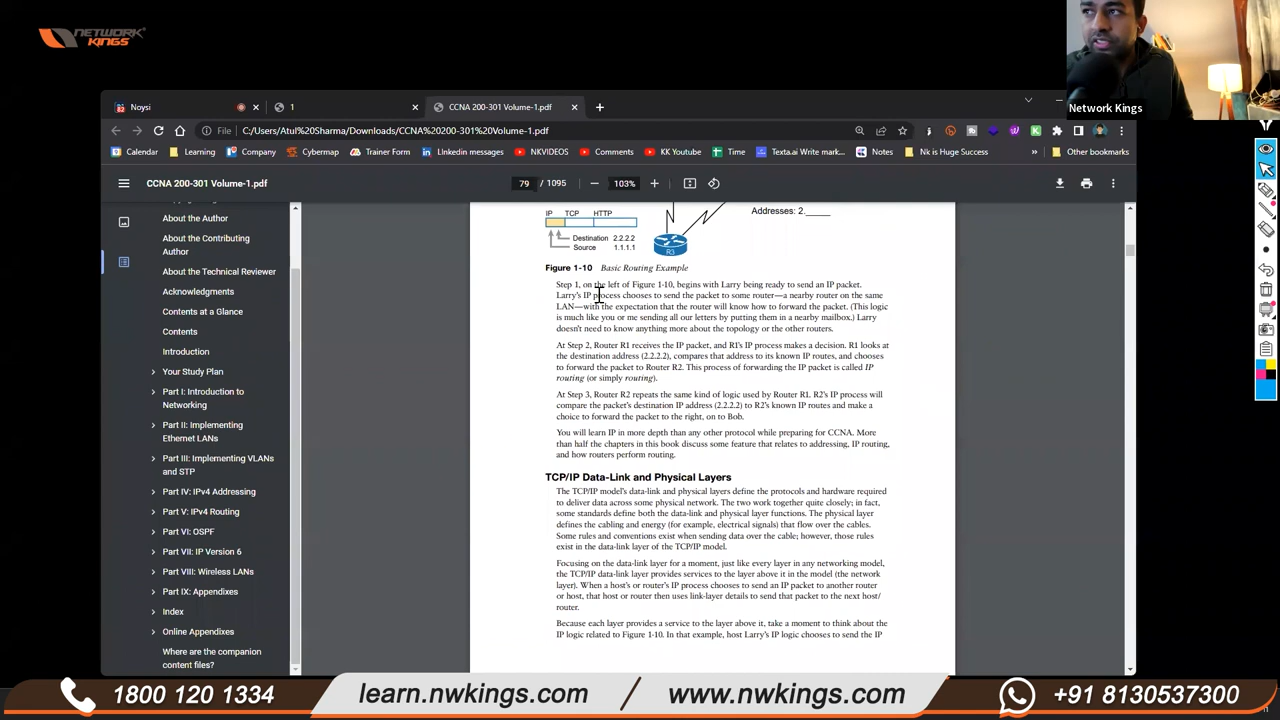 NETWORK
KINGS
Network Kings
Noysi
1
CCNA 200-301 Volume-1.pdf
File
C:/Users/Atul%20Sharma/Downloads/CCNA%20200-301%20Volume-1.pdf
Calendar
Learning
Company
Cybermap
Trainer Form
LInkedin messages
NKVIDEOS
Comments
KK Youtube
Time
Texta.ai Write mark...
Notes
Nk is Huge Success
»
Other bookmarks
CCNA 200-301 Volume-1.pdf
79 / 1095
103%
About the Author
About the Contributing
Author
About the Technical Reviewer
Acknowledgments
Contents at a Glance
Contents
Introduction
Your Study Plan
Part I: Introduction to
Networking
Part II: Implementing
Ethernet LANs
Part III: Implementing VLANs
and STP
Part IV: IPv4 Addressing
Part V: IPv4 Routing
Part VI: OSPF
Part VII: IP Version 6
Part VIII: Wireless LANs
Part IX: Appendixes
Index
Online Appendixes
Where are the companion
content files?
IP TCP HTTP
Destination 2.2.2.2
Source 1.1.1.1
R3
Addresses: 2._____
Figure 1-10 Basic Routing Example
Step 1, on the left of Figure 1-10, begins with Larry being ready to send an IP packet.
Larry's IP process chooses to send the packet to some router—a nearby router on the same
LAN—with the expectation that the router will know how to forward the packet. (This logic
is much like you or me sending all our letters by putting them in a nearby mailbox.) Larry
doesn't need to know anything more about the topology or the other routers.
At Step 2, Router R1 receives the IP packet, and R1's IP process makes a decision. R1 looks at
the destination address (2.2.2.2), compares that address to its known IP routes, and chooses
to forward the packet to Router R2. This process of forwarding the IP packet is called IP
routing (or simply routing).
At Step 3, Router R2 repeats the same kind of logic used by Router R1. R2's IP process will
compare the packet's destination IP address (2.2.2.2) to R2's known IP routes and make a
choice to forward the packet to the right, on to Bob.
You will learn IP in more depth than any other protocol while preparing for CCNA. More
than half the chapters in this book discuss some feature that relates to addressing, IP routing,
and how routers perform routing.
TCP/IP Data-Link and Physical Layers
The TCP/IP model's data-link and physical layers define the protocols and hardware required
to deliver data across some physical network. The two work together quite closely; in fact,
some standards define both the data-link and physical layer functions. The physical layer
defines the cabling and energy (for example, electrical signals) that flow over the cables.
Some rules and conventions exist when sending data over the cable; however, those rules
exist in the data-link layer of the TCP/IP model.
Focusing on the data-link layer for a moment, just like every layer in any networking model,
the TCP/IP data-link layer provides services to the layer above it in the model (the network
layer). When a host's or router's IP process chooses to send an IP packet to another router
or host, that host or router then uses link-layer details to send that packet to the next host/
router.
Because each layer provides a service to the layer above it, take a moment to think about the
IP logic related to Figure 1-10. In that example, host Larry's IP logic chooses to send the IP
1800 120 1334
learn.nwkings.com / www.nwkings.com
+91 8130537300